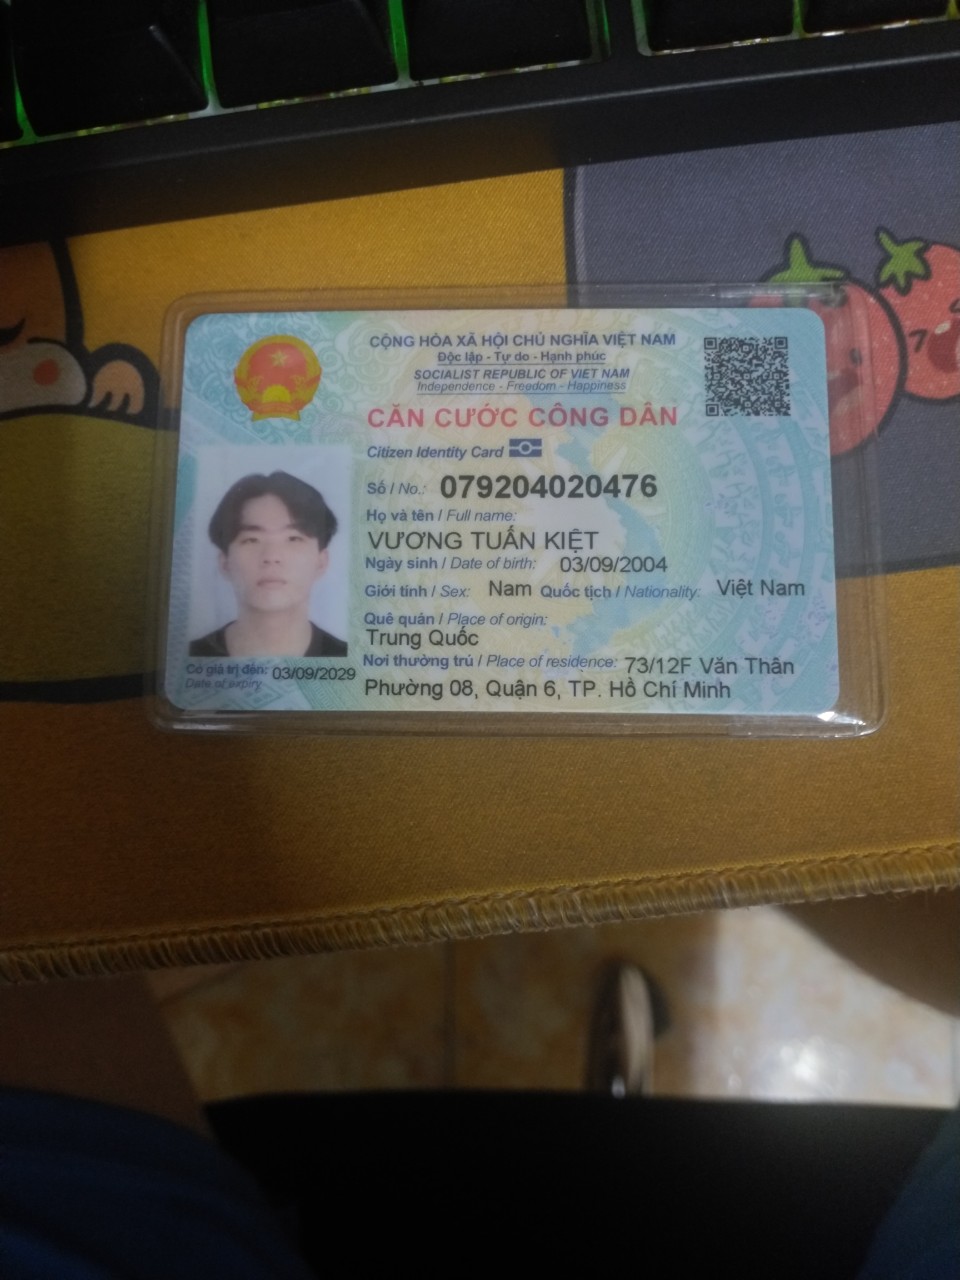 CỘNG HÒA XÃ HỘI CHỦ NGHĨA VIỆT NAM
Độc lập - Tự do - Hạnh phúc
SOCIALIST REPUBLIC OF VIET NAM
Independence - Freedom - Happiness
CĂN CƯỚC CÔNG DÂN
Citizen Identity Card
Số / No.: 079204020476
Họ và tên / Full name:
VƯƠNG TUẤN KIỆT
Ngày sinh / Date of birth: 03/09/2004
Giới tính / Sex: Nam Quốc tịch / Nationality: Việt Nam
Quê quán / Place of origin:
Trung Quốc
Nơi thường trú / Place of residence: 73/12F Văn Thân
Phường 08, Quận 6, TP. Hồ Chí Minh
Có giá trị đến: 03/09/2029
Date of expiry